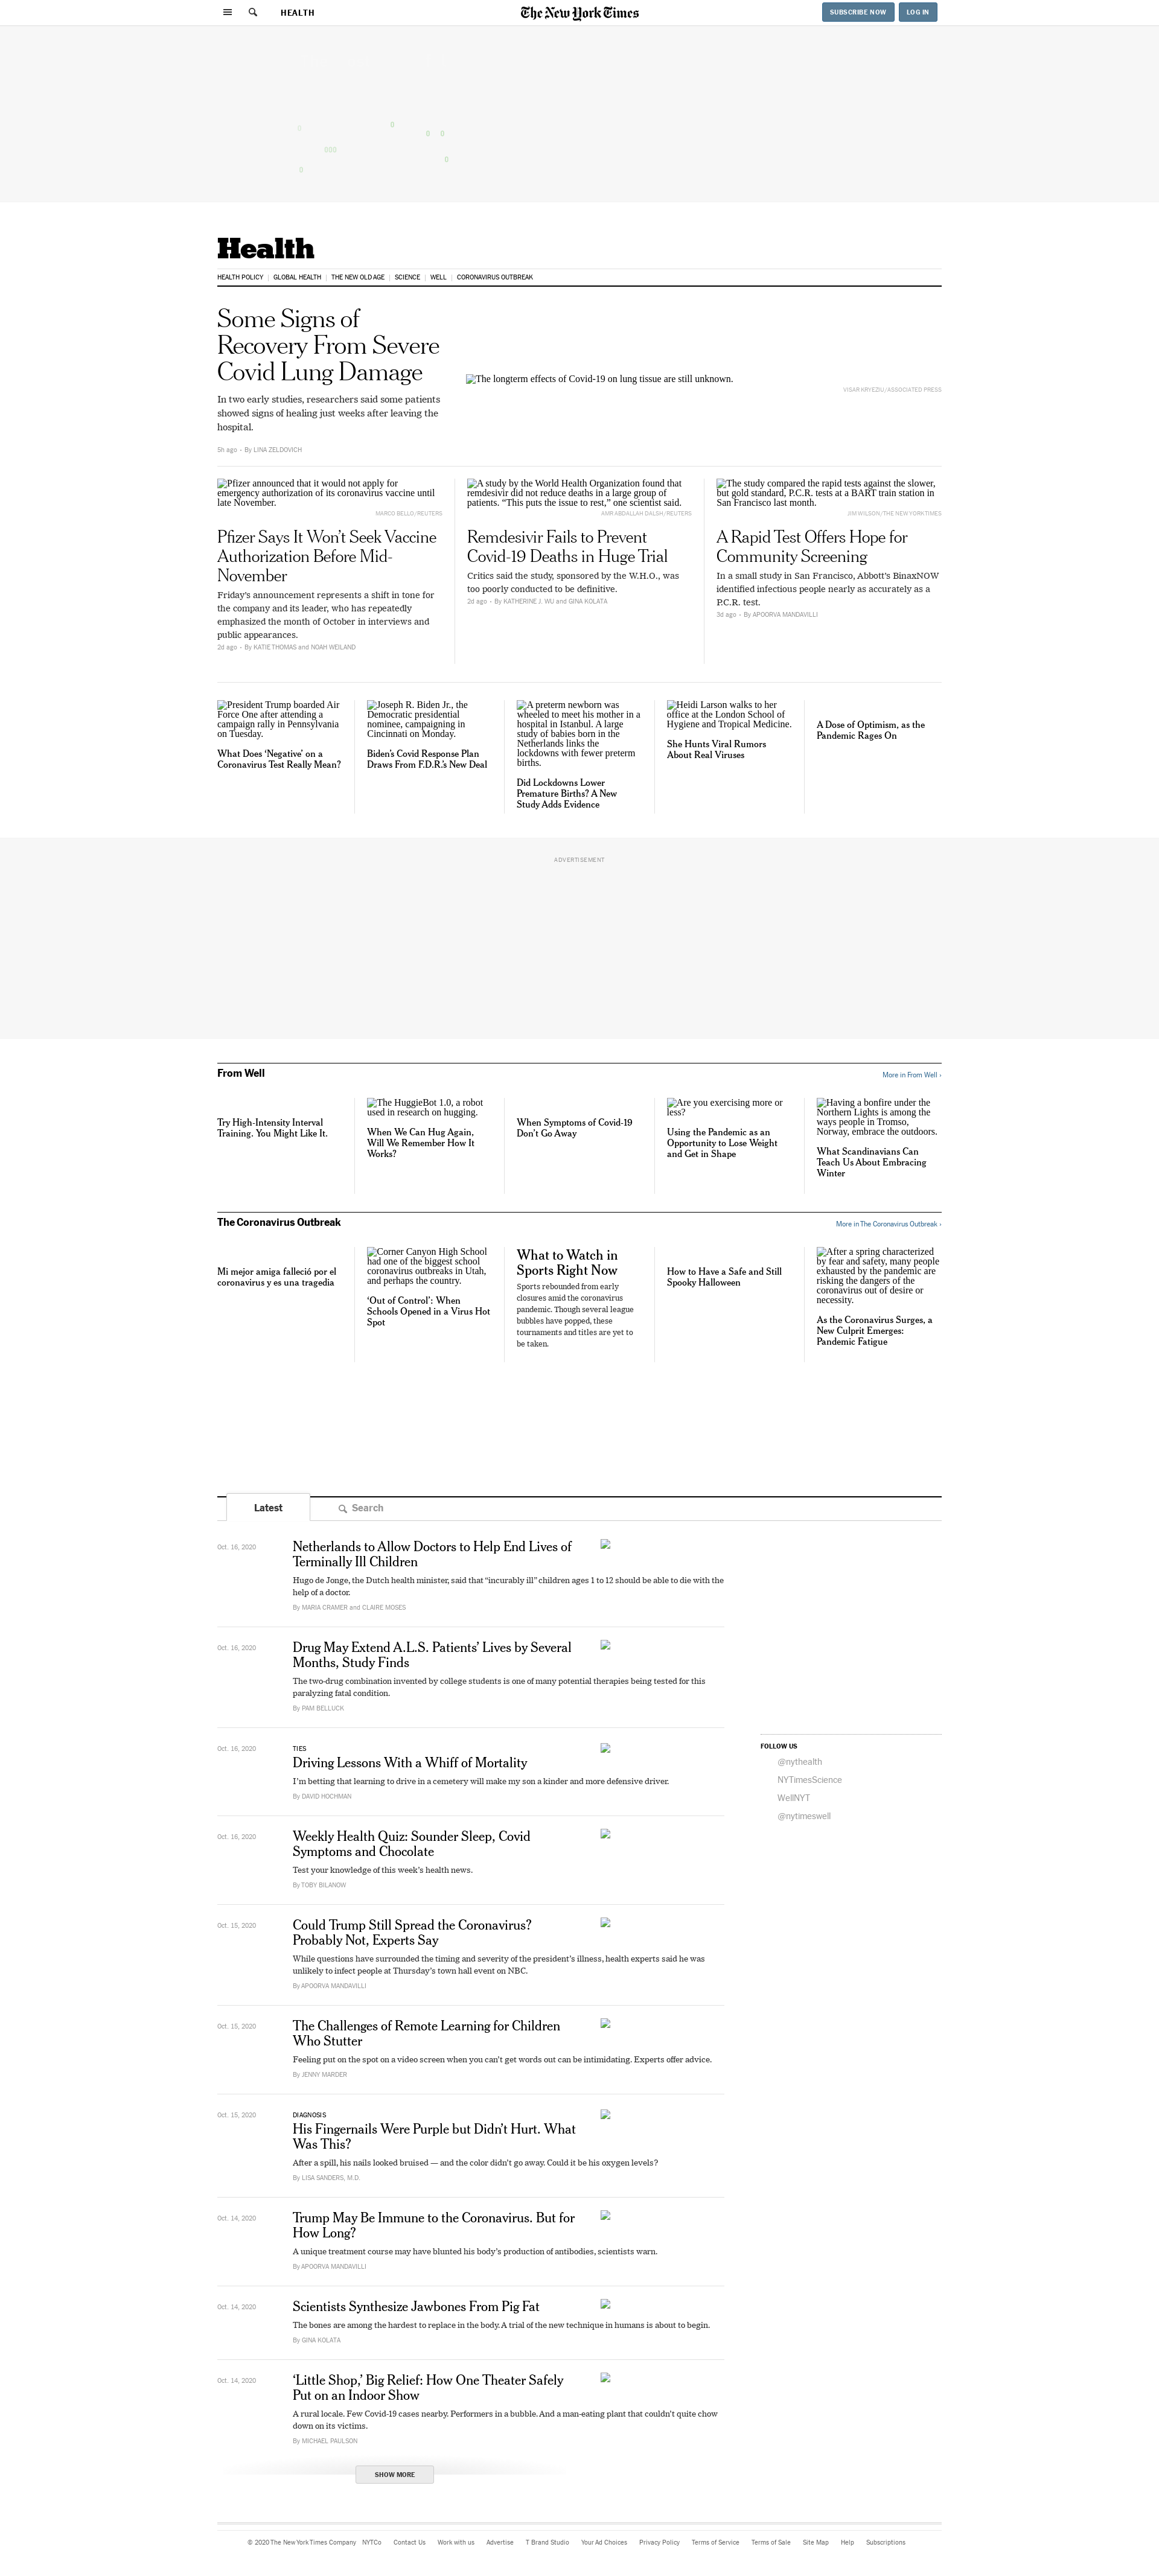 HEALTH
The New York Times
SUBSCRIBE NOW
LOG IN
Health
HEALTH POLICY
GLOBAL HEALTH
THE NEW OLD AGE
SCIENCE
WELL
CORONAVIRUS OUTBREAK
Some Signs of
Recovery From Severe
Covid Lung Damage
In two early studies, researchers said some patients
showed signs of healing just weeks after leaving the
hospital.
5h ago - By LINA ZELDOVICH
The longterm effects of Covid-19 on lung tissue are still unknown.
VISAR KRYEZIU/ASSOCIATED PRESS
Pfizer announced that it would not apply for
emergency authorization of its coronavirus vaccine until
late November.
MARCO BELLO/REUTERS
Pfizer Says It Won’t Seek Vaccine
Authorization Before Mid-
November
Friday’s announcement represents a shift in tone for
the company and its leader, who has repeatedly
emphasized the month of October in interviews and
public appearances.
2d ago - By KATIE THOMAS and NOAH WEILAND
A study by the World Health Organization found that
remdesivir did not reduce deaths in a large group of
patients. “This puts the issue to rest,” one scientist said.
AMR ABDALLAH DALSH/REUTERS
Remdesivir Fails to Prevent
Covid-19 Deaths in Huge Trial
Critics said the study, sponsored by the W.H.O., was
too poorly conducted to be definitive.
2d ago - By KATHERINE J. WU and GINA KOLATA
The study compared the rapid tests against the slower,
but gold standard, P.C.R. tests at a BART train station in
San Francisco last month.
JIM WILSON/THE NEW YORK TIMES
A Rapid Test Offers Hope for
Community Screening
In a small study in San Francisco, Abbott’s BinaxNOW
identified infectious people nearly as accurately as a
P.C.R. test.
3d ago - By APOORVA MANDAVILLI
President Trump boarded Air
Force One after attending a
campaign rally in Pennsylvania
on Tuesday.
What Does ‘Negative’ on a
Coronavirus Test Really Mean?
Joseph R. Biden Jr., the
Democratic presidential
nominee, campaigning in
Cincinnati on Monday.
Biden’s Covid Response Plan
Draws From F.D.R.’s New Deal
A preterm newborn was
wheeled to meet his mother in a
hospital in Istanbul. A large
study of babies born in the
Netherlands links the
lockdowns with fewer preterm
births.
Did Lockdowns Lower
Premature Births? A New
Study Adds Evidence
Heidi Larson walks to her
office at the London School of
Hygiene and Tropical Medicine.
She Hunts Viral Rumors
About Real Viruses
A Dose of Optimism, as the
Pandemic Rages On
ADVERTISEMENT
From Well
More in From Well ›
Try High-Intensity Interval
Training. You Might Like It.
The HuggieBot 1.0, a robot
used in research on hugging.
When We Can Hug Again,
Will We Remember How It
Works?
When Symptoms of Covid-19
Don’t Go Away
Are you exercising more or
less?
Using the Pandemic as an
Opportunity to Lose Weight
and Get in Shape
Having a bonfire under the
Northern Lights is among the
ways people in Tromso,
Norway, embrace the outdoors.
What Scandinavians Can
Teach Us About Embracing
Winter
The Coronavirus Outbreak
More in The Coronavirus Outbreak ›
Mi mejor amiga falleció por el
coronavirus y es una tragedia
Corner Canyon High School
had one of the biggest school
coronavirus outbreaks in Utah,
and perhaps the country.
‘Out of Control’: When
Schools Opened in a Virus Hot
Spot
What to Watch in
Sports Right Now
Sports rebounded from early
closures amid the coronavirus
pandemic. Though several league
bubbles have popped, these
tournaments and titles are yet to
be taken.
How to Have a Safe and Still
Spooky Halloween
After a spring characterized
by fear and safety, many people
exhausted by the pandemic are
risking the dangers of the
coronavirus out of desire or
necessity.
As the Coronavirus Surges, a
New Culprit Emerges:
Pandemic Fatigue
Latest
Search
Oct. 16, 2020
Netherlands to Allow Doctors to Help End Lives of
Terminally Ill Children
Hugo de Jonge, the Dutch health minister, said that “incurably ill” children ages 1 to 12 should be able to die with the
help of a doctor.
By MARIA CRAMER and CLAIRE MOSES
Oct. 16, 2020
Drug May Extend A.L.S. Patients’ Lives by Several
Months, Study Finds
The two-drug combination invented by college students is one of many potential therapies being tested for this
paralyzing fatal condition.
By PAM BELLUCK
Oct. 16, 2020
TIES
Driving Lessons With a Whiff of Mortality
I’m betting that learning to drive in a cemetery will make my son a kinder and more defensive driver.
By DAVID HOCHMAN
Oct. 16, 2020
Weekly Health Quiz: Sounder Sleep, Covid
Symptoms and Chocolate
Test your knowledge of this week’s health news.
By TOBY BILANOW
Oct. 15, 2020
Could Trump Still Spread the Coronavirus?
Probably Not, Experts Say
While questions have surrounded the timing and severity of the president’s illness, health experts said he was
unlikely to infect people at Thursday’s town hall event on NBC.
By APOORVA MANDAVILLI
Oct. 15, 2020
The Challenges of Remote Learning for Children
Who Stutter
Feeling put on the spot on a video screen when you can’t get words out can be intimidating. Experts offer advice.
By JENNY MARDER
Oct. 15, 2020
DIAGNOSIS
His Fingernails Were Purple but Didn’t Hurt. What
Was This?
After a spill, his nails looked bruised — and the color didn’t go away. Could it be his oxygen levels?
By LISA SANDERS, M.D.
Oct. 14, 2020
Trump May Be Immune to the Coronavirus. But for
How Long?
A unique treatment course may have blunted his body’s production of antibodies, scientists warn.
By APOORVA MANDAVILLI
Oct. 14, 2020
Scientists Synthesize Jawbones From Pig Fat
The bones are among the hardest to replace in the body. A trial of the new technique in humans is about to begin.
By GINA KOLATA
Oct. 14, 2020
‘Little Shop,’ Big Relief: How One Theater Safely
Put on an Indoor Show
A rural locale. Few Covid-19 cases nearby. Performers in a bubble. And a man-eating plant that couldn’t quite chow
down on its victims.
By MICHAEL PAULSON
SHOW MORE
FOLLOW US
@nythealth
NYTimesScience
WellNYT
@nytimeswell
© 2020 The New York Times Company NYTCo Contact Us Work with us Advertise T Brand Studio Your Ad Choices Privacy Policy Terms of Service Terms of Sale Site Map Help Subscriptions